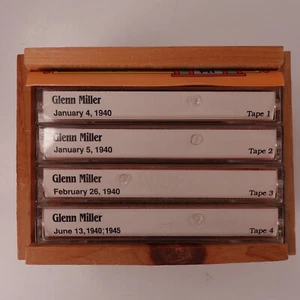 Glenn Miller
January 4, 1940 Tape 1
Glenn Miller
January 5, 1940 Tape 2
Glenn Miller
February 26, 1940 Tape 3
Glenn Miller
June 13, 1940; 1945 Tape 4